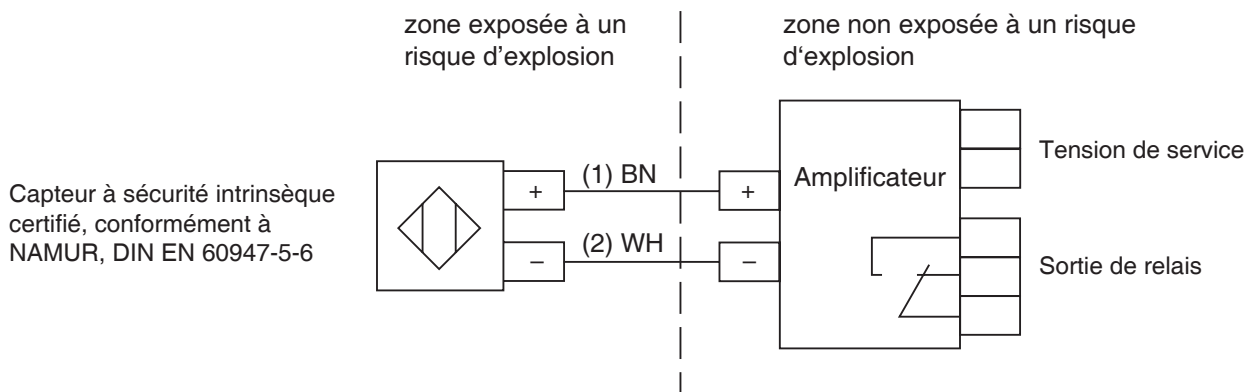 zone exposée à un
risque d'explosion
zone non exposée à un risque
d‘explosion
Capteur à sécurité intrinsèque
certifié, conformément à
NAMUR, DIN EN 60947-5-6
+
(1) BN
+
–
(2) WH
–
Amplificateur
Tension de service
Sortie de relais